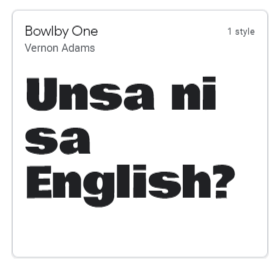 Bowlby One
1 style
Vernon Adams
Unsa ni
sa
English?